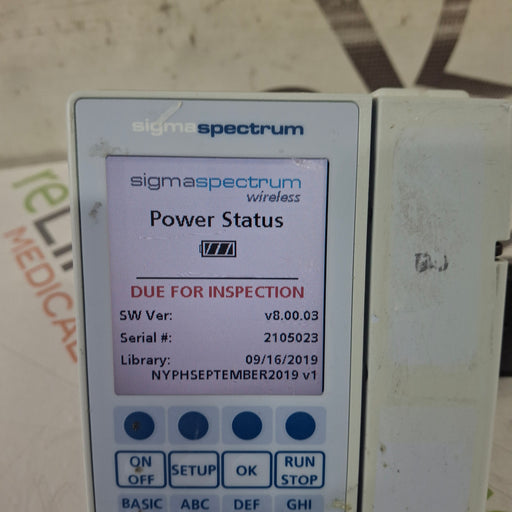 sigmaspectrum
sigmaspectrum
wireless
Power Status
DUE FOR INSPECTION
SW Ver: v8.00.03
Serial #: 2105023
Library: 09/16/2019
NYPHSEPTEMBER2019 v1
ON OFF
SETUP
OK
RUN STOP
BASIC ABC DEF GHI
MEDICAL